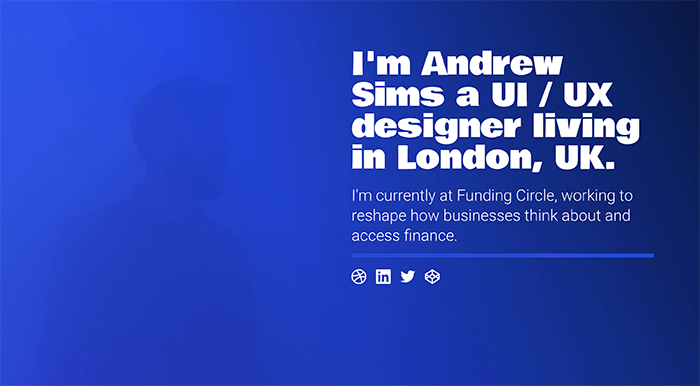 I'm Andrew
Sims a UI / UX
designer living
in London, UK.
I'm currently at Funding Circle, working to
reshape how businesses think about and
access finance.
in